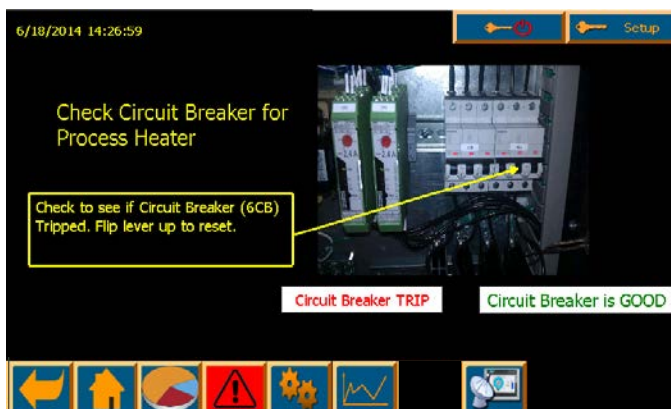 6/18/2014 14:26:59
Setup
Check Circuit Breaker for
Process Heater
Check to see if Circuit Breaker (6CB)
Tripped. Flip lever up to reset.
Circuit Breaker TRIP
Circuit Breaker is GOOD